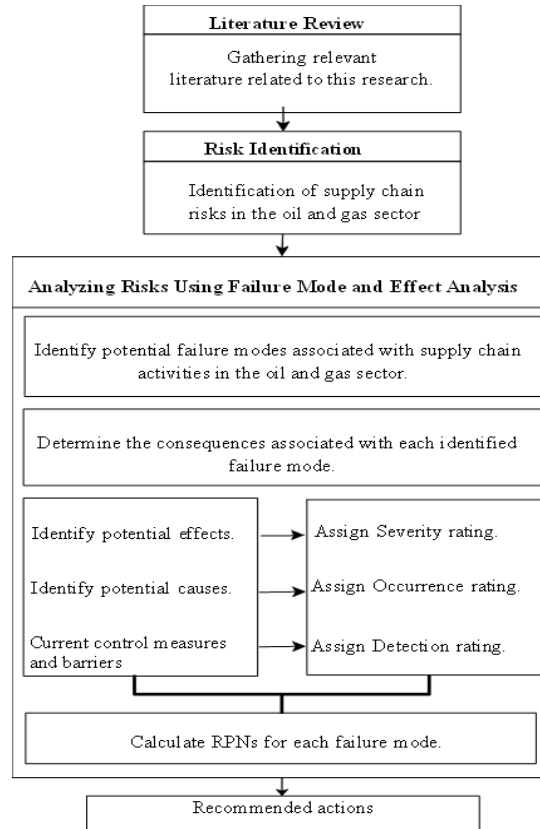 Literature Review
Gathering relevant
literature related to this research.
Risk Identification
Identification of supply chain
risks in the oil and gas sector
Analyzing Risks Using Failure Mode and Effect Analysis
Identify potential failure modes associated with supply chain
activities in the oil and gas sector.
Determine the consequences associated with each identified
failure mode.
Identify potential effects.
Assign Severity rating.
Identify potential causes.
Assign Occurrence rating.
Current control measures
and barriers
Assign Detection rating.
Calculate RPNs for each failure mode.
Recommended actions